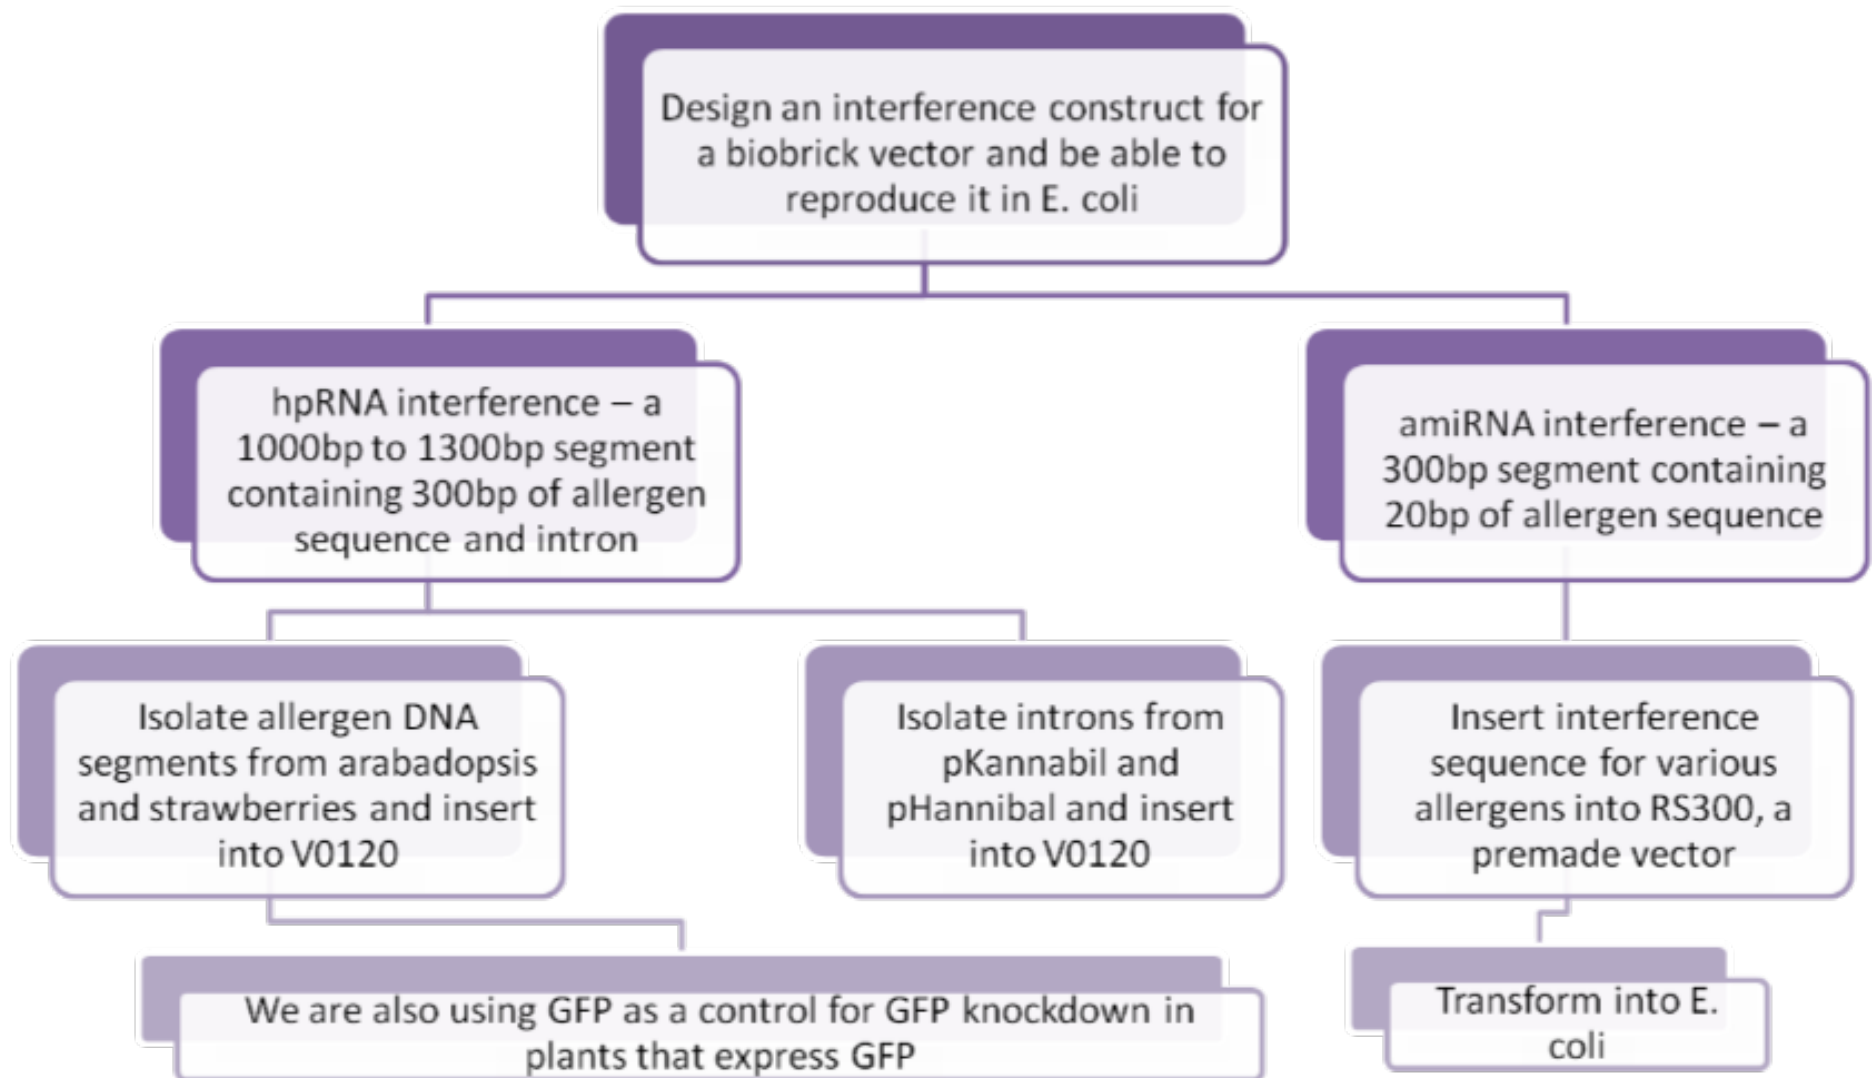 Design an interference construct for
a biobrick vector and be able to
reproduce it in E. coli
hpRNA interference – a
1000bp to 1300bp segment
containing 300bp of allergen
sequence and intron
amiRNA interference – a
300bp segment containing
20bp of allergen sequence
Isolate allergen DNA
segments from arabadopsis
and strawberries and insert
into V0120
Isolate introns from
pKannabil and
pHannibal and insert
into V0120
Insert interference
sequence for various
allergens into RS300, a
premade vector
We are also using GFP as a control for GFP knockdown in
plants that express GFP
Transform into E.
coli